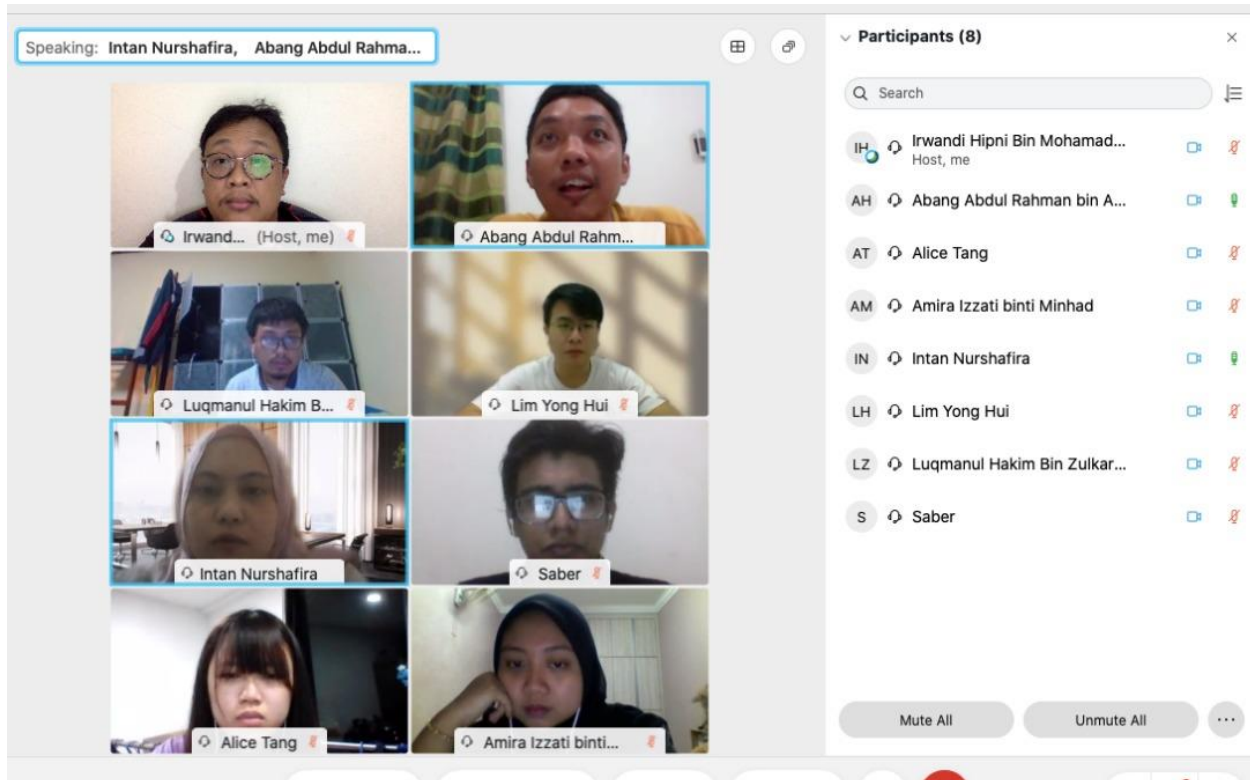 Speaking: Intan Nurshafira, Abang Abdul Rahma...
Irwand... (Host, me)
Abang Abdul Rahm...
Luqmanul Hakim B...
Lim Yong Hui
Intan Nurshafira
Saber
Alice Tang
Amira Izzati binti...
Participants (8)
Search
IH Irwandi Hipni Bin Mohamad...
Host, me
AH Abang Abdul Rahman bin A...
AT Alice Tang
AM Amira Izzati binti Minhad
IN Intan Nurshafira
LH Lim Yong Hui
LZ Luqmanul Hakim Bin Zulkar...
S Saber
Mute All Unmute All